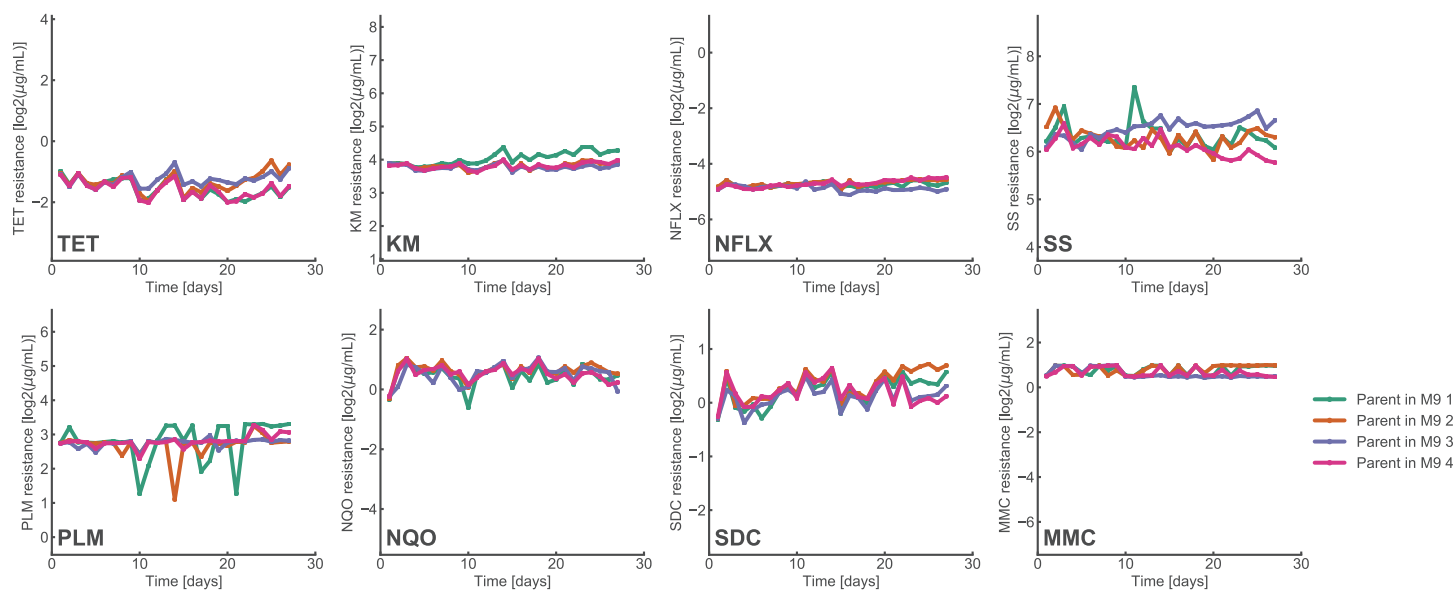 TET resistance [log2(μg/mL)]
4
2
0
−2
TET
0 10 20 30
Time [days]
KM resistance [log2(μg/mL)]
8
7
6
5
4
3
2
1
KM
0 10 20 30
Time [days]
NFLX resistance [log2(μg/mL)]
0
−2
−4
−6
NFLX
0 10 20 30
Time [days]
SS resistance [log2(μg/mL)]
8
7
6
5
4
SS
0 10 20 30
Time [days]
PLM resistance [log2(μg/mL)]
6
5
4
3
2
1
0
PLM
0 10 20 30
Time [days]
NQO resistance [log2(μg/mL)]
2
0
−2
−4
NQO
0 10 20 30
Time [days]
SDC resistance [log2(μg/mL)]
1
0
−1
−2
SDC
0 10 20 30
Time [days]
MMC resistance [log2(μg/mL)]
2
0
−2
−4
−6
MMC
0 10 20 30
Time [days]
Parent in M9 1
Parent in M9 2
Parent in M9 3
Parent in M9 4